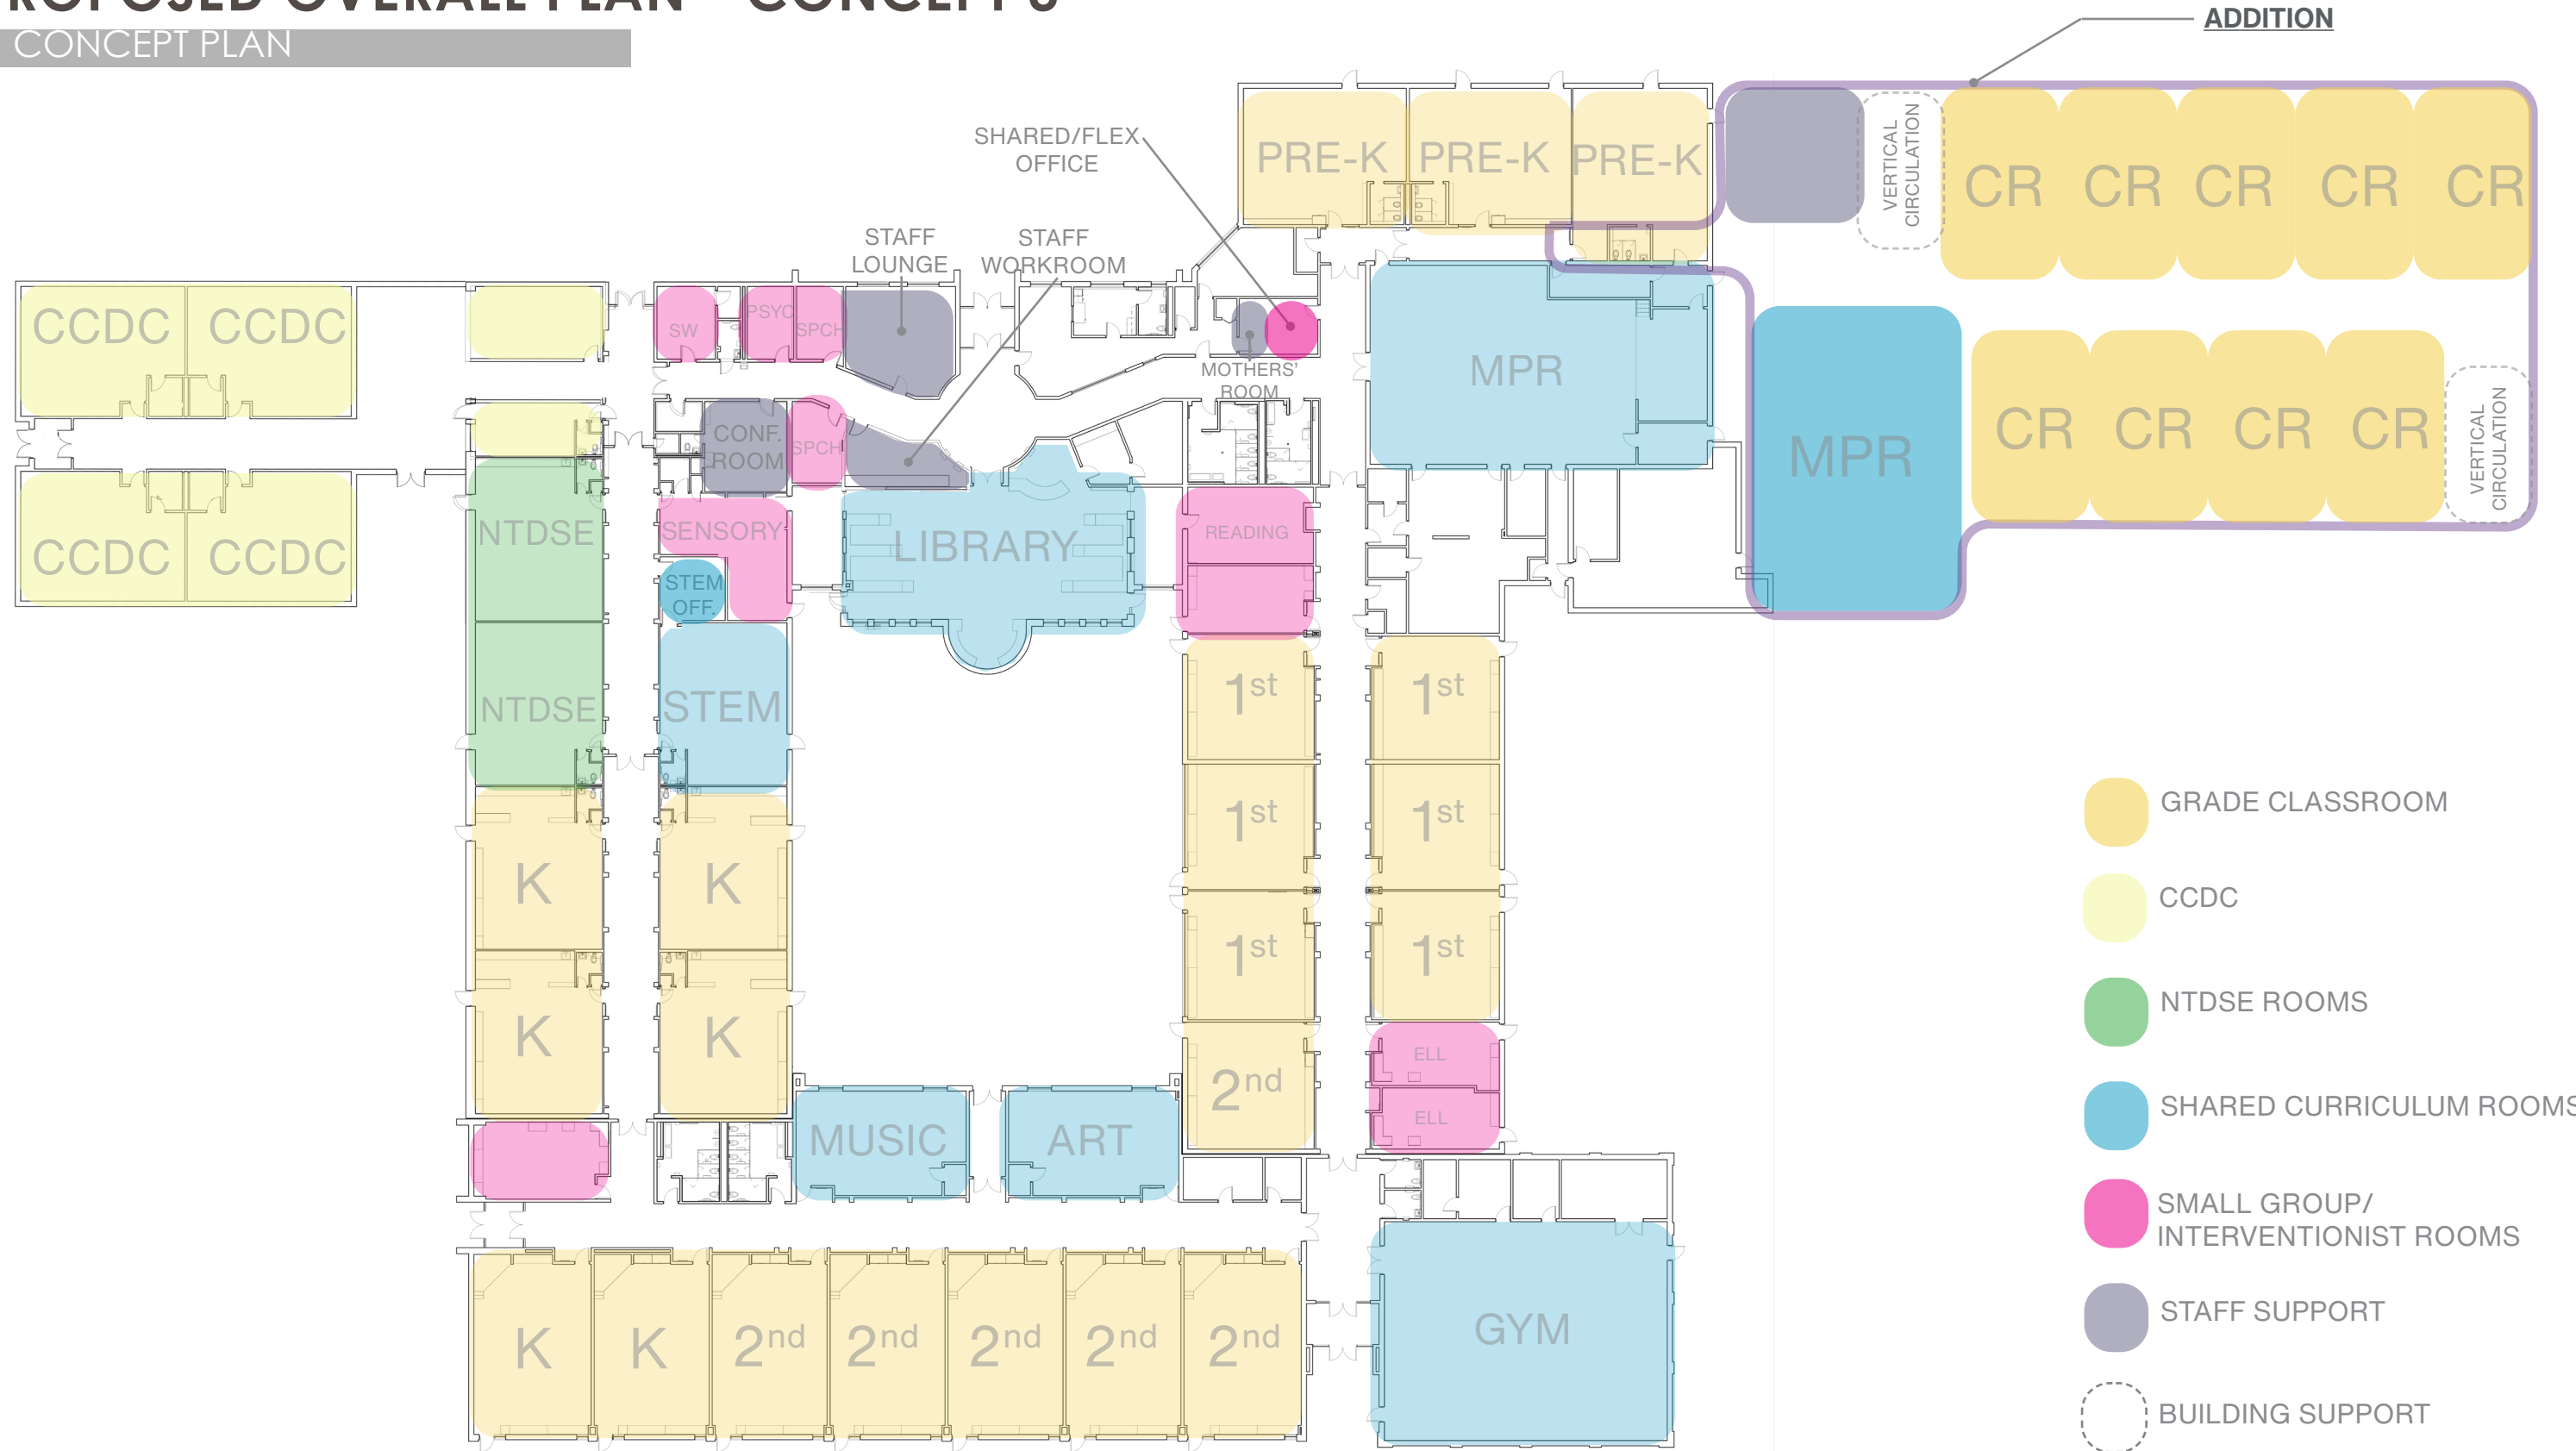 ROPOSED OVERALL PLAN - CONCEPT
CONCEPT PLAN
ADDITION
SHARED/FLEX
OFFICE
STAFF
LOUNGE
STAFF
WORKROOM
PRE-K
PRE-K
PRE-K
VERTICAL
CIRCULATION
CR
CR
CR
CR
CR
CCDC
CCDC
SW
PSYC
SPCH
MOTHERS'
ROOM
MPR
MPR
CR
CR
CR
CR
VERTICAL
CIRCULATION
CONF.
ROOM
SPCH
CCDC
CCDC
NTDSE
SENSORY
STEM
OFF.
LIBRARY
READING
NTDSE
STEM
1st
1st
1st
1st
1st
1st
K
K
K
K
2nd
ELL
ELL
MUSIC
ART
K
K
2nd
2nd
2nd
2nd
2nd
GYM
GRADE CLASSROOM
CCDC
NTDSE ROOMS
SHARED CURRICULUM ROOMS
SMALL GROUP/
INTERVENTIONIST ROOMS
STAFF SUPPORT
BUILDING SUPPORT